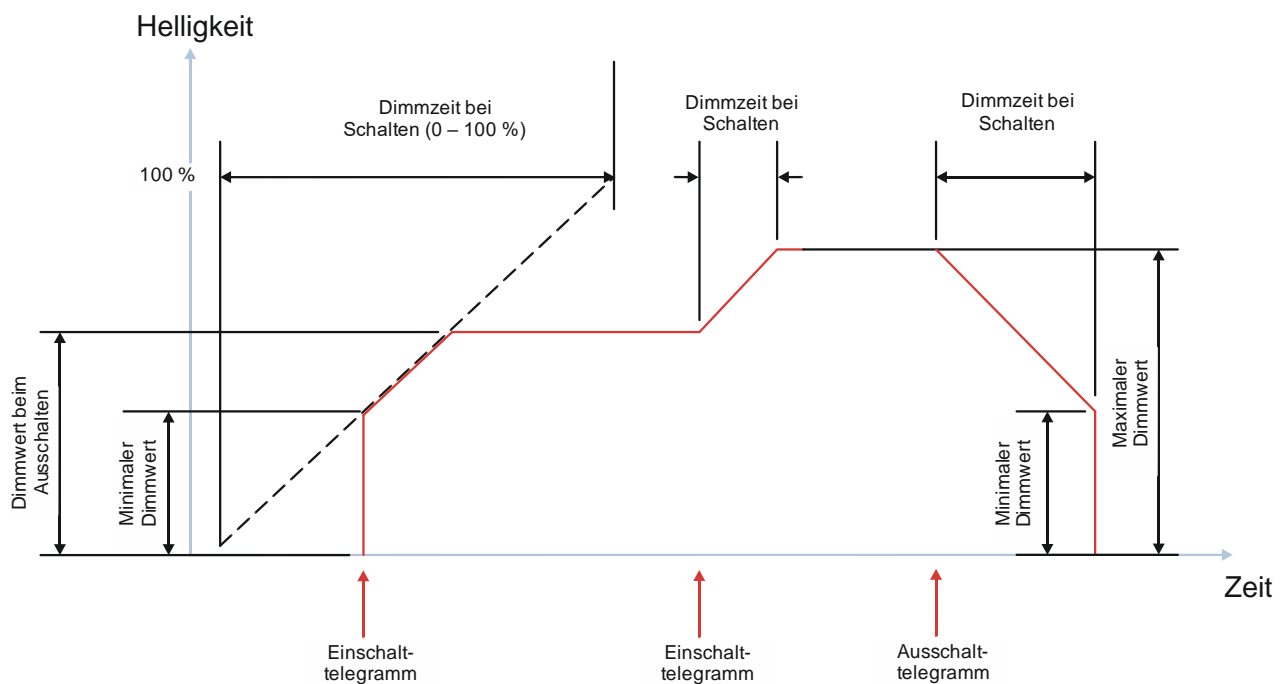 Helligkeit
Dimmzeit bei
Schalten (0 – 100 %)
Dimmzeit bei
Schalten
Dimmzeit bei
Schalten
100 %
Dimmwert beim
Ausschalten
Minimaler
Dimmwert
Minimaler
Dimmwert
Maximaler
Dimmwert
Zeit
Einschalt-
telegramm
Einschalt-
telegramm
Ausschalt-
telegramm